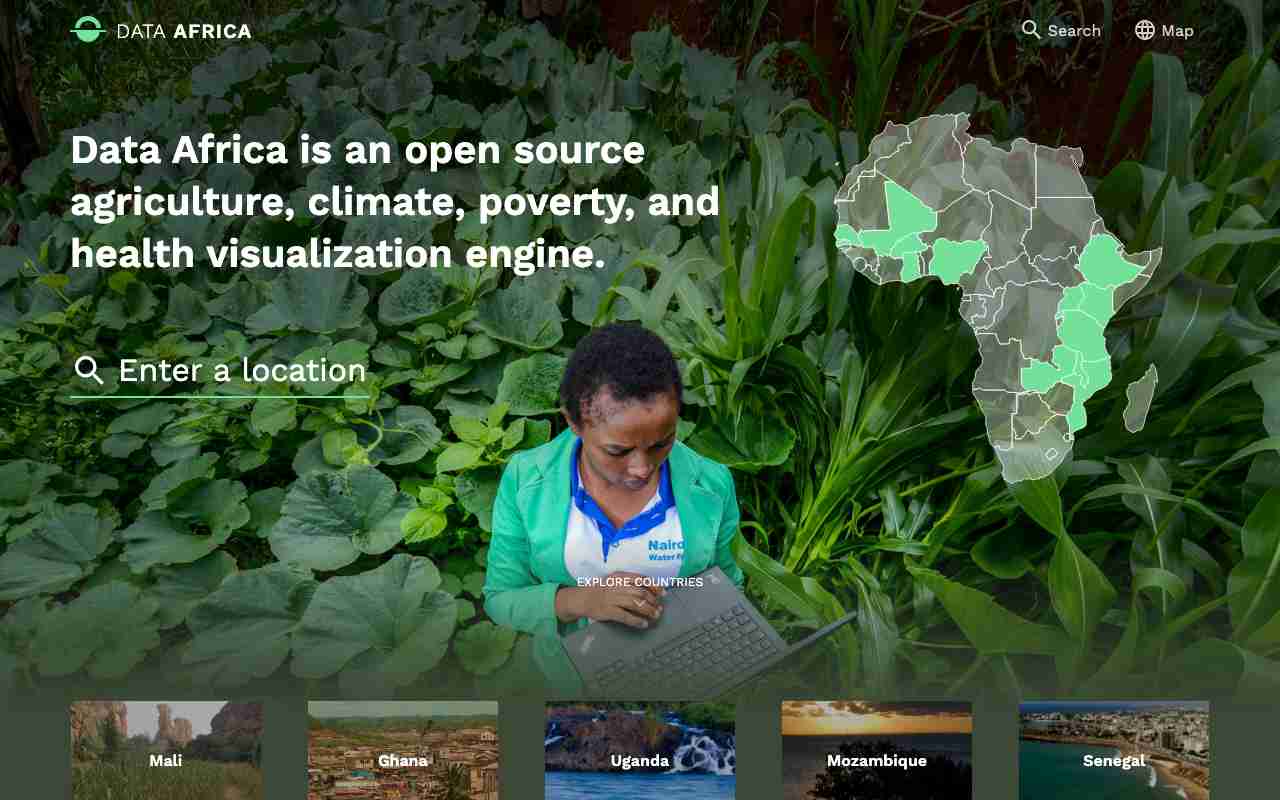 DATA AFRICA
Search
Map
Data Africa is an open source
agriculture, climate, poverty, and
health visualization engine.
Enter a location
Nairo
Water
EXPLORE COUNTRIES
Mali
Ghana
Uganda
Mozambique
Senegal